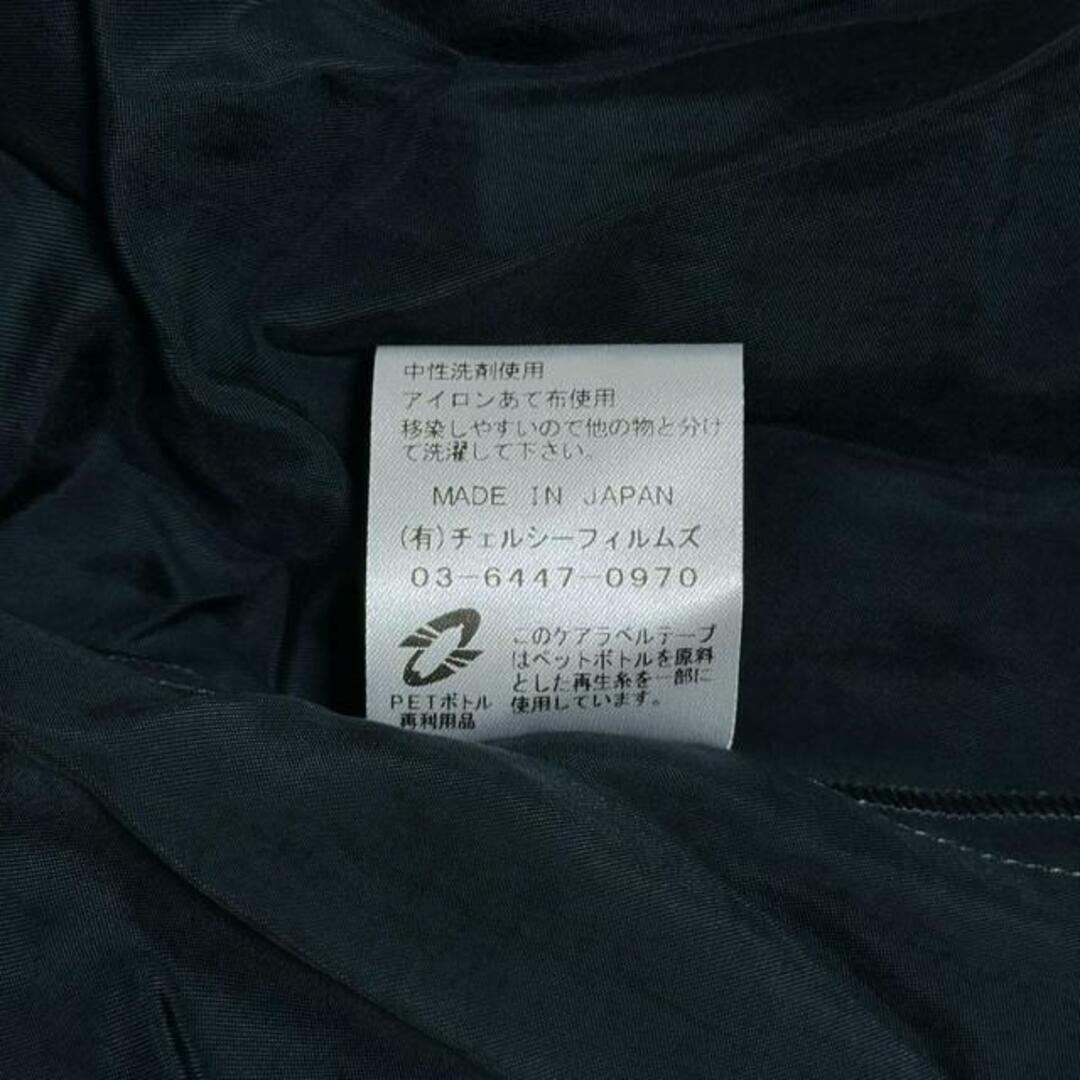 中性洗剤使用
アイロンあて布使用
移染しやすいので他の物と分け
て洗濯して下さい。
MADE IN JAPAN
(有)チェルシーフィルムズ
03-6447-0970
このケアラベルテープ
はペットボトルを原料
とした再生糸を一部に
使用しています。
PETボトル
再利用品